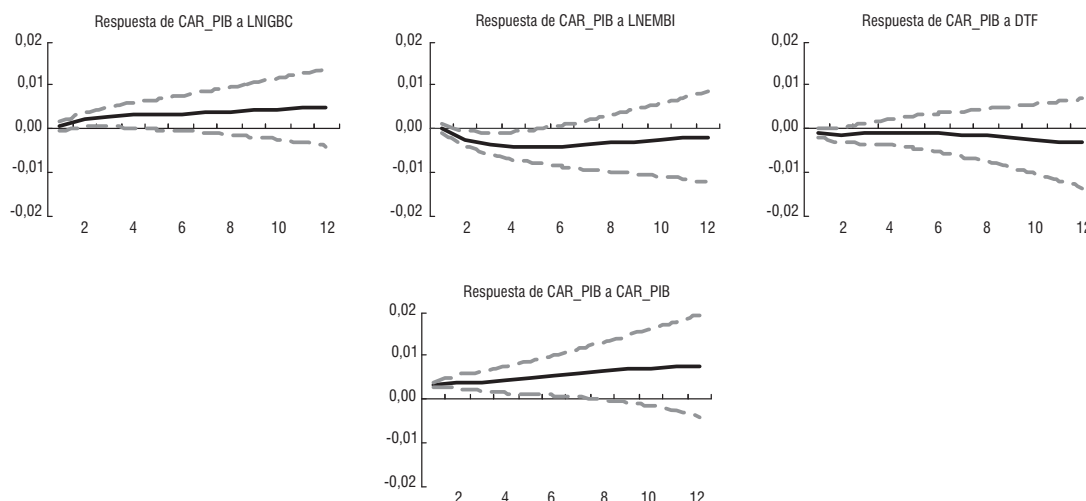 Respuesta de CAR_PIB a LNIGBC
0,02
0,01
0,00
-0,01
-0,02
2 4 6 8 10 12
Respuesta de CAR_PIB a LNEMBI
0,02
0,01
0,00
-0,01
-0,02
2 4 6 8 10 12
Respuesta de CAR_PIB a DTF
0,02
0,01
0,00
-0,01
-0,02
2 4 6 8 10 12
Respuesta de CAR_PIB a CAR_PIB
0,02
0,01
0,00
-0,01
-0,02
2 4 6 8 10 12